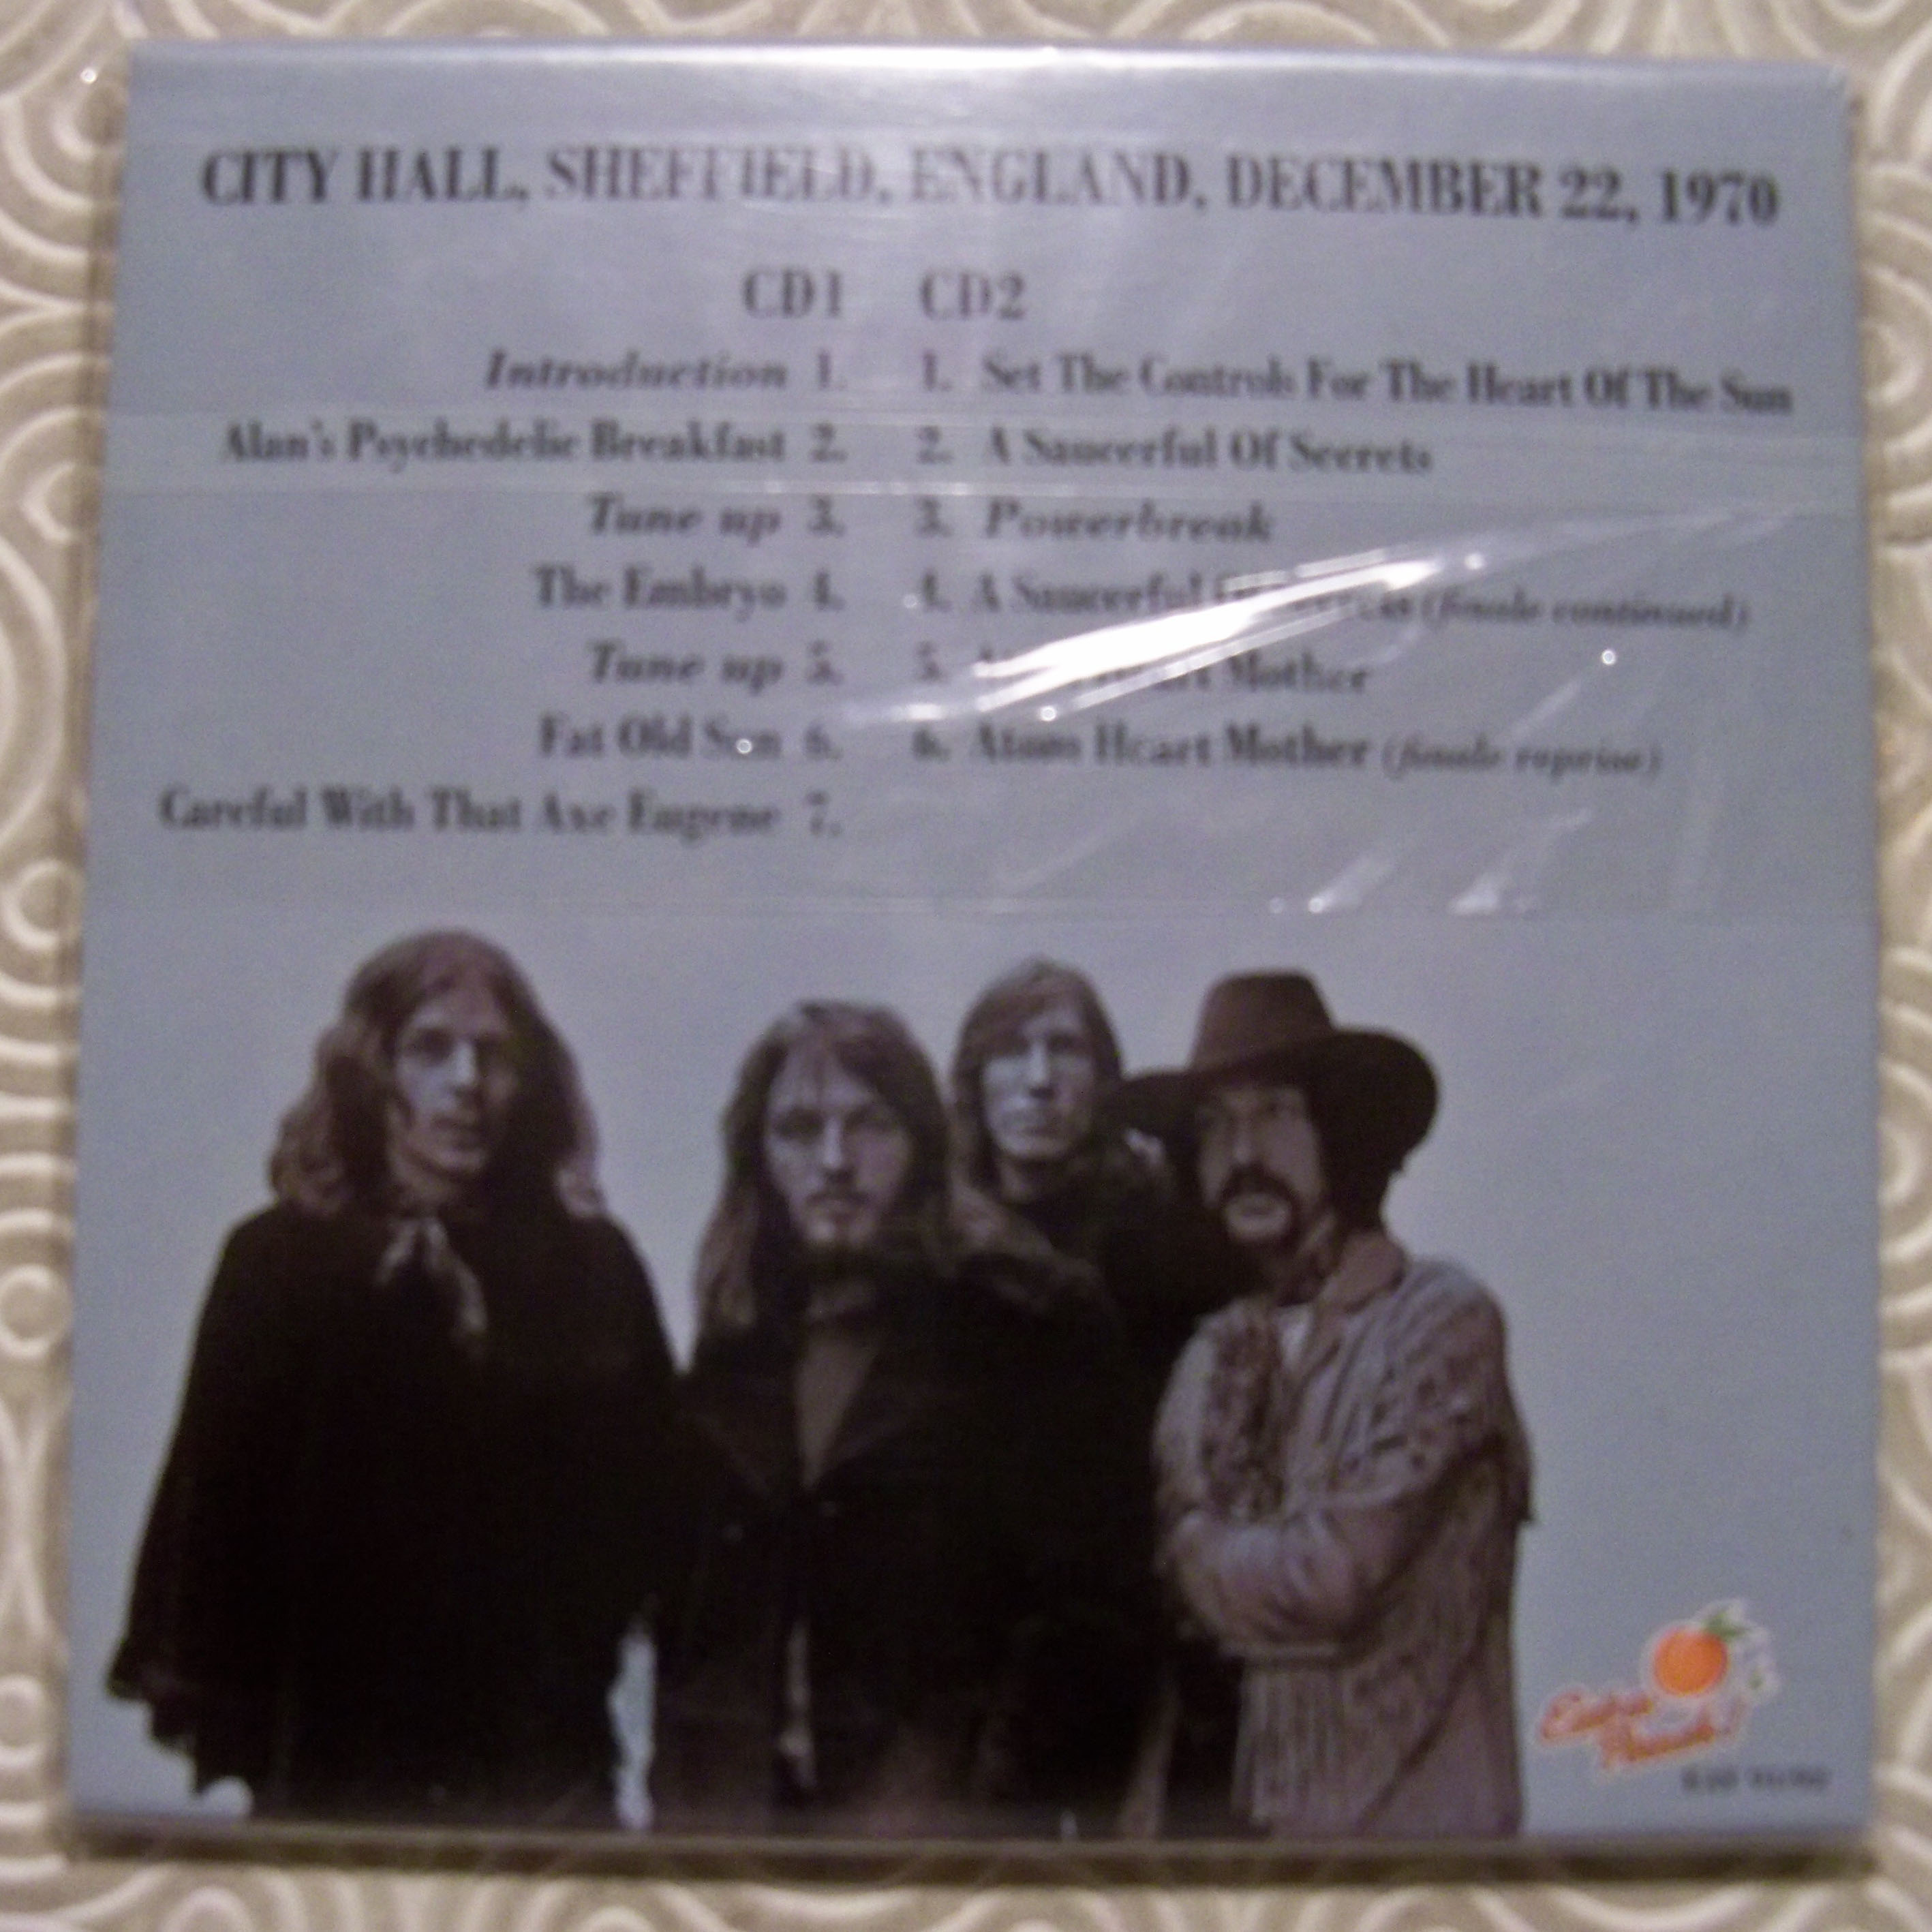 CITY HALL, SHEFFIELD, ENGLAND, DECEMBER 22, 1970
CD1 CD2
Introduction 1. 1. Set The Controls For The Heart Of The Sun
Alan's Psychedelic Breakfast 2. 2. A Saucerful Of Secrets
Tune up 3. 3. Powerbreak
The Embryo 4. 4. A Saucerful (finale continued)
Tune up 5. 5. Mother
Fat Old Sun 6. 6. Atom Heart Mother (finale reprise)
Careful With That Axe Eugene 7.